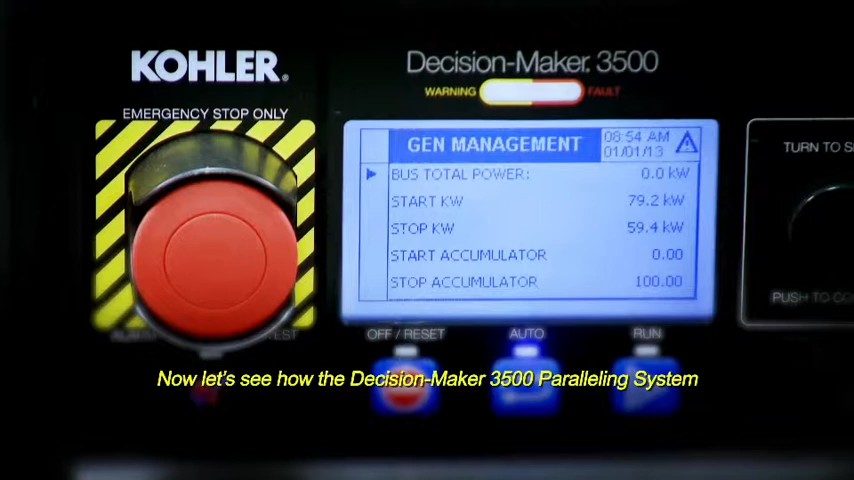 KOHLER.
Decision-Maker. 3500
WARNING
FAULT
EMERGENCY STOP ONLY
GEN MANAGEMENT
08:54 AM
01/01/13
BUS TOTAL POWER: 0.0 kW
START KW 79.2 kW
STOP KW 59.4 kW
START ACCUMULATOR 0.00
STOP ACCUMULATOR 100.00
TURN TO
PUSH TO
OFF / RESET
AUTO
RUN
Now let's see how the Decision-Maker 3500 Paralleling System